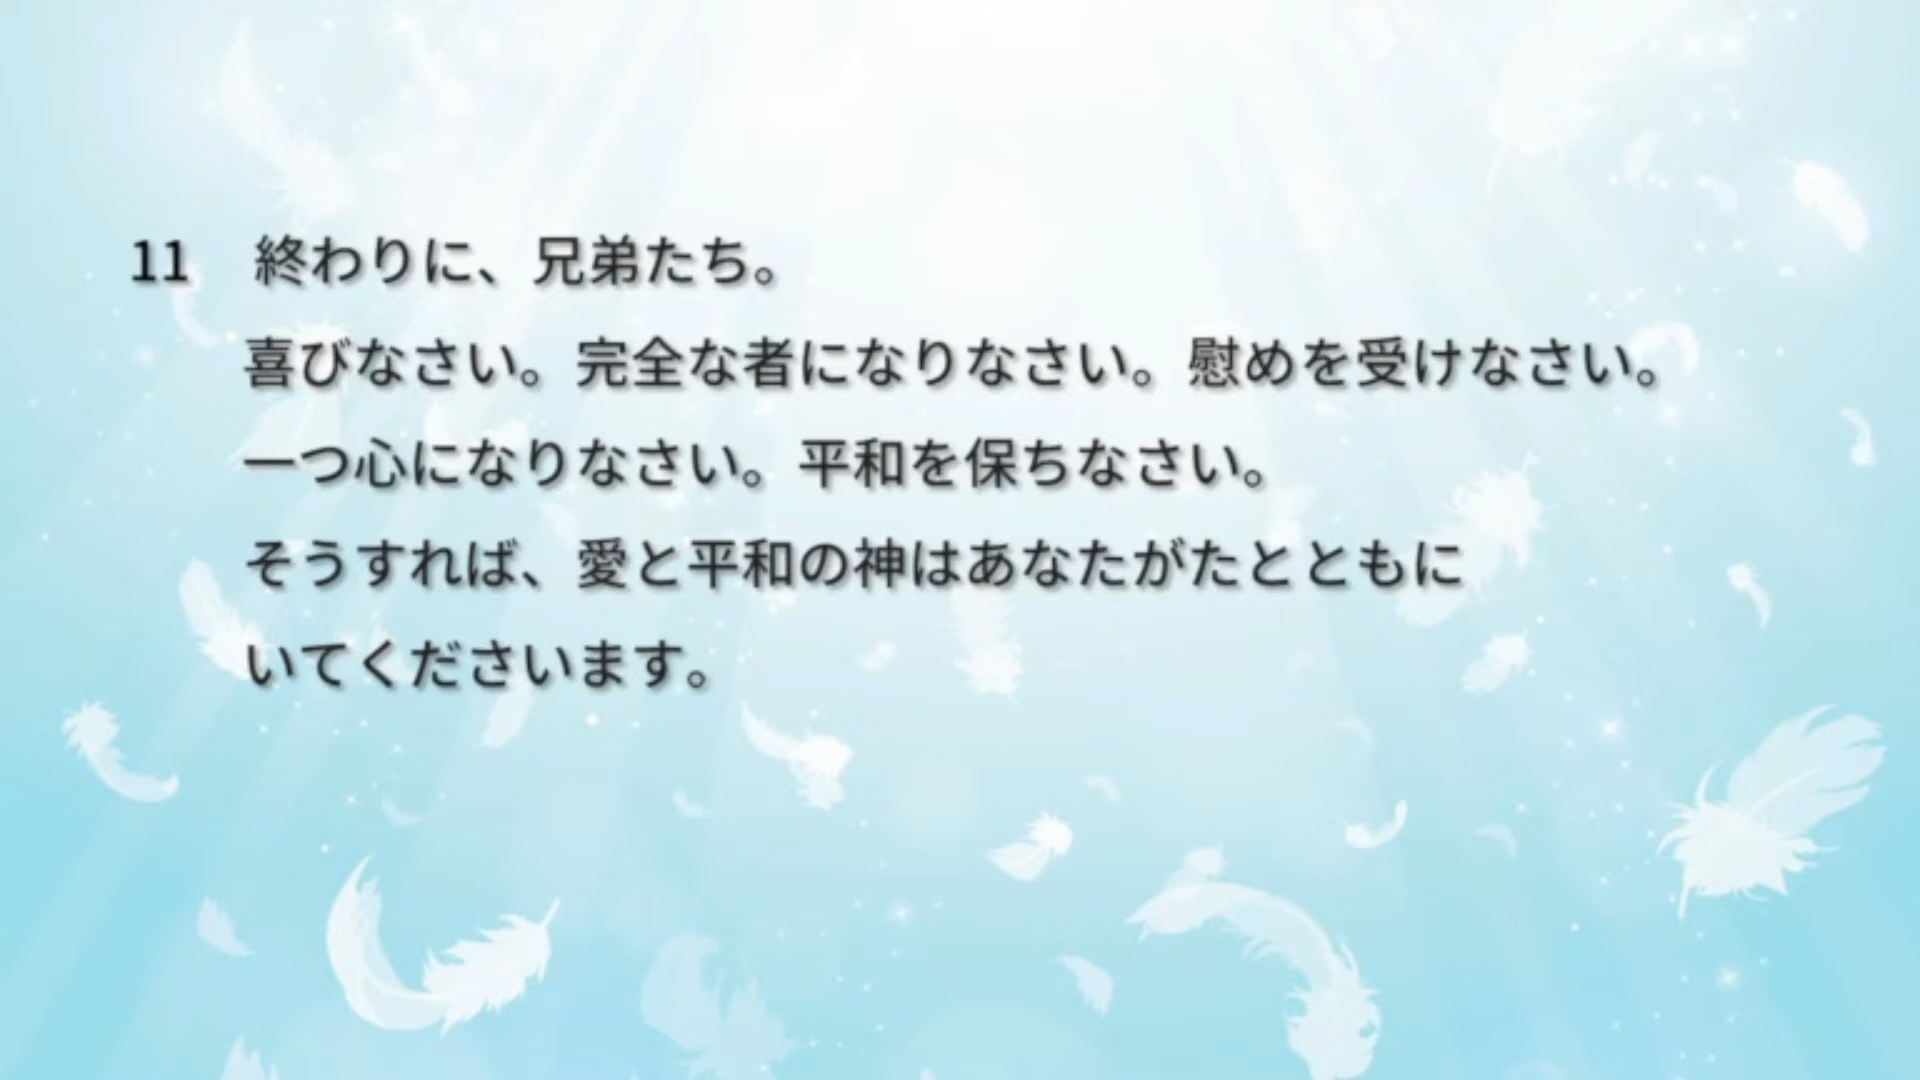 11 終わりに、兄弟たち。
喜びなさい。完全な者になりなさい。慰めを受けなさい。
一つ心になりなさい。平和を保ちなさい。
そうすれば、愛と平和の神はあなたがたとともに
いてくださいます。